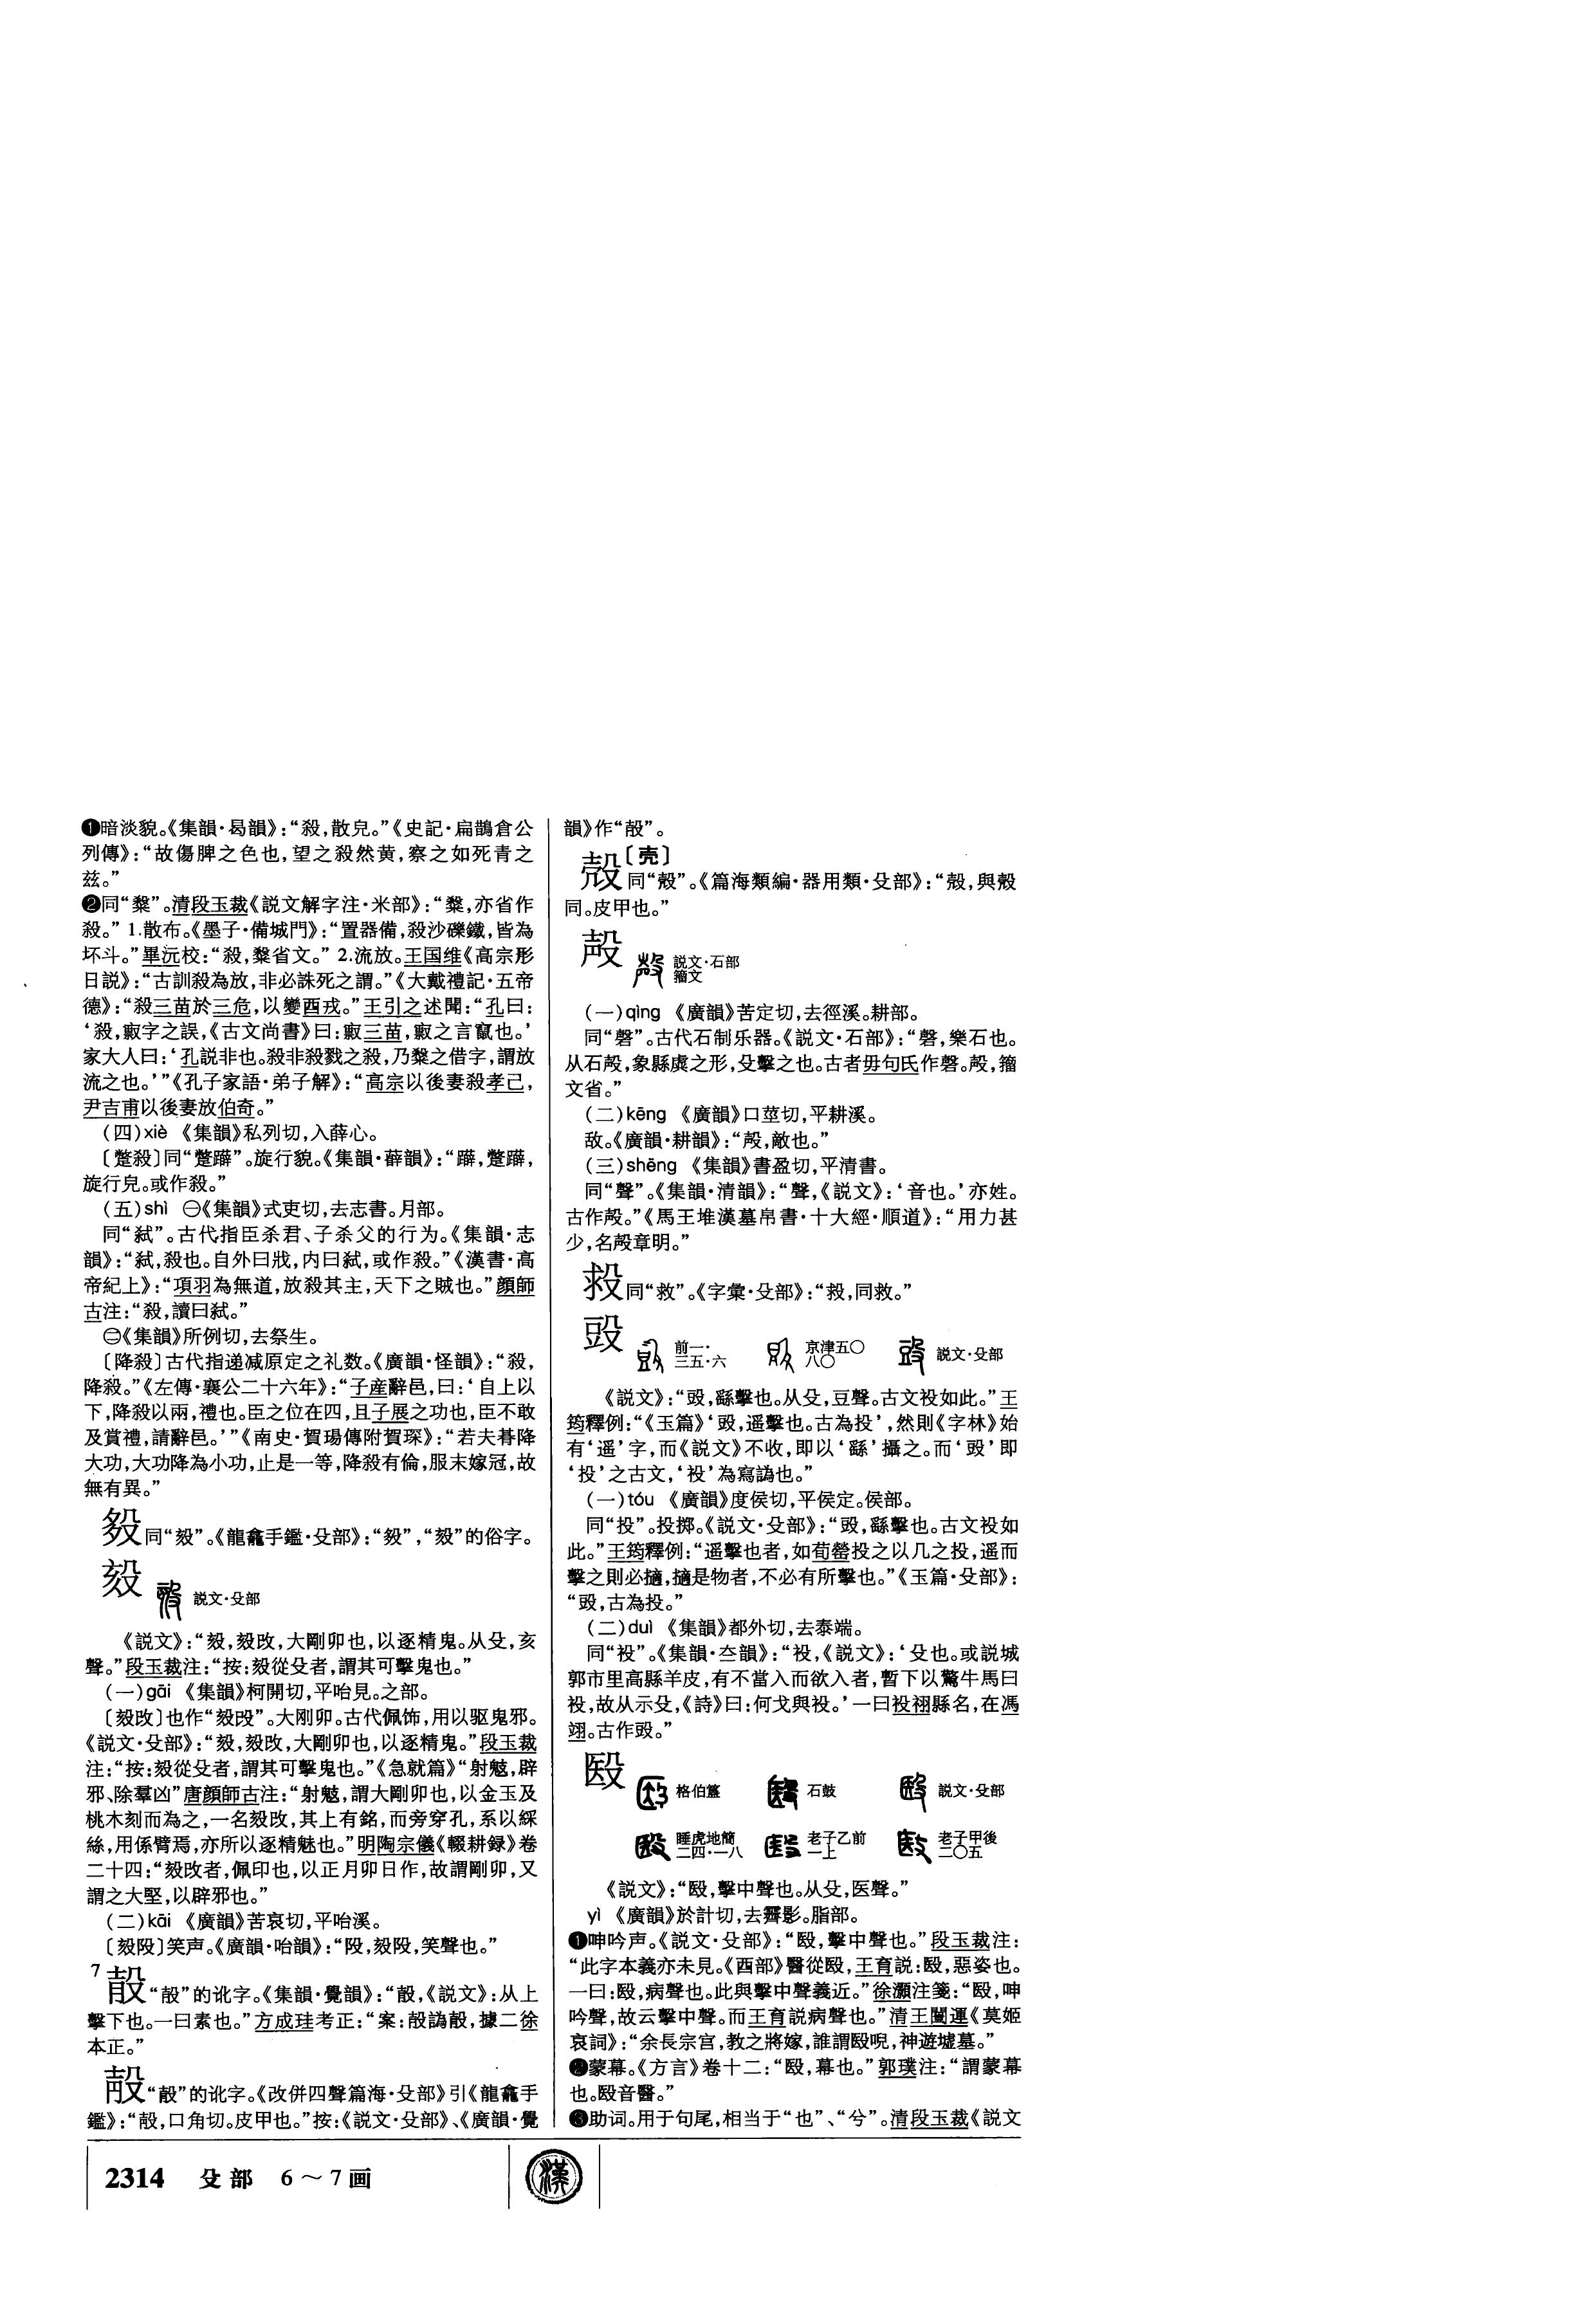 ❶暗淡貌。《集韻·曷韻》：“殺，散皃。”《史記·扁鵲倉公
列傳》：“故傷脾之色也，望之殺然黄，察之如死青之
兹。”
❷同“𥻦”。清段玉裁《説文解字注·米部》：“𥻦，亦省作
殺。” 1.散布。《墨子·備城門》：“置器備，殺沙礫鐵，皆為
坏斗。”畢沅校：“殺，𥻦省文。” 2.流放。王国维《高宗肜
日説》：“古訓殺為放，非必誅死之謂。”《大戴禮記·五帝
德》：“殺三苗於三危，以變西戎。”王引之述聞：“孔曰：
‘殺，㕞字之誤，《古文尚書》曰：㕞三苗，㕞之言竄也。’
家大人曰：‘孔説非也。殺非殺戮之殺，乃𥻦之借字，謂放
流之也。’”《孔子家語·弟子解》：“高宗以後妻殺孝己，
尹吉甫以後妻放伯奇。”
（四）xiè 《集韻》私列切，入薛心。
〔蹩殺〕同“蹩躠”。旋行貌。《集韻·薛韻》：“躠，蹩躠，
旋行皃。或作殺。”
（五）shì ㊀《集韻》式吏切，去志書。月部。
同“弑”。古代指臣杀君、子杀父的行为。《集韻·志
韻》：“弑，殺也。自外曰戕，内曰弑，或作殺。”《漢書·高
帝紀上》：“項羽為無道，放殺其主，天下之賊也。”顔師
古注：“殺，讀曰弑。”
㊁《集韻》所例切，去祭生。
〔降殺〕古代指递减原定之礼数。《廣韻·怪韻》：“殺，
降殺。”《左傳·襄公二十六年》：“子産辭邑，曰：‘自上以
下，降殺以兩，禮也。臣之位在四，且子展之功也，臣不敢
及賞禮，請辭邑。’”《南史·賀瑒傳附賀琛》：“若夫朞降
大功，大功降為小功，止是一等，降殺有倫，服末嫁冠，故
無有異。”
同“毅”。《龍龕手鑑·殳部》：“”，“㱾”的俗字。
㱾 説文·殳部
《説文》：“㱾，㱾改，大剛卯也，以逐精鬼。从殳，亥
聲。”段玉裁注：“按：㱾從殳者，謂其可擊鬼也。”
（一）gāi 《集韻》柯開切，平咍見。之部。
〔㱾改〕也作“㱾”。大刚卯。古代佩饰，用以驱鬼邪。
《説文·殳部》：“㱾，㱾改，大剛卯也，以逐精鬼。”段玉裁
注：“按：㱾從殳者，謂其可擊鬼也。”《急就篇》“射鬾，辟
邪、除羣凶”唐顔師古注：“射鬾，謂大剛卯也，以金玉及
桃木刻而為之，一名㱾改，其上有銘，而旁穿孔，系以綵
絲，用係臂焉，亦所以逐精魅也。”明陶宗儀《輟耕録》卷
二十四：“㱾改者，佩印也，以正月卯日作，故謂剛卯，又
謂之大堅，以辟邪也。”
（二）kāi 《廣韻》苦哀切，平咍溪。
〔㱾〕笑声。《廣韻·咍韻》：“，㱾，笑聲也。”
7
“㱿”的讹字。《集韻·覺韻》：“，《説文》：从上
擊下也。一曰素也。”方成珪考正：“案：㱿譌，據二徐
本正。”
“㱿”的讹字。《改併四聲篇海·殳部》引《龍龕手
鑑》：“，口角切。皮甲也。”按：《説文·殳部》、《廣韻·覺
韻》作“㱿”。
殻〔売〕
同“殼”。《篇海類編·器用類·殳部》：“殻，與殼
同。皮甲也。”
殸 説文·石部
籀文
（一）qìng 《廣韻》苦定切，去徑溪。耕部。
同“磬”。古代石制乐器。《説文·石部》：“磬，樂石也。
从石殸，象縣虡之形，殳擊之也。古者毋句氏作磬。殸，籀
文省。”
（二）kēng 《廣韻》口莖切，平耕溪。
敌。《廣韻·耕韻》：“殸，敵也。”
（三）shēng 《集韻》書盈切，平清書。
同“聲”。《集韻·清韻》：“聲，《説文》：‘音也。’亦姓。
古作殸。”《馬王堆漢墓帛書·十大經·順道》：“用力甚
少，名殸章明。”
同“救”。《字彙·殳部》：“，同救。”
㱽 前一·三五·六 京津五〇八〇 説文·殳部
《説文》：“㱽，繇擊也。从殳，豆聲。古文祋如此。”王
筠釋例：“《玉篇》‘㱽，遥擊也。古為投’，然則《字林》始
有‘遥’字，而《説文》不收，即以‘繇’攝之。而‘㱽’即
‘投’之古文，‘祋’為寫譌也。”
（一）tóu 《廣韻》度侯切，平侯定。侯部。
同“投”。投掷。《説文·殳部》：“㱽，繇擊也。古文祋如
此。”王筠釋例：“遥擊也者，如荀罃投之以几之投，遥而
擊之則必擿，擿是物者，不必有所擊也。”《玉篇·殳部》：
“㱽，古為投。”
（二）duì 《集韻》都外切，去泰端。
同“祋”。《集韻·夳韻》：“祋，《説文》：‘殳也。或説城
郭市里高縣羊皮，有不當入而欲入者，暫下以驚牛馬曰
祋，故从示殳，《詩》曰：何戈與祋。’一曰祋祤縣名，在馮
翊。古作㱽。”
殹 格伯簋 石鼓 説文·殳部
睡虎地簡二四·一八 老子乙前一上 老子甲後二〇五
《説文》：“殹，擊中聲也。从殳，医聲。”
yì 《廣韻》於計切，去霽影。脂部。
❶呻吟声。《説文·殳部》：“殹，擊中聲也。”段玉裁注：
“此字本義亦未見。《酉部》醫從殹，王育説：殹，惡姿也。
一曰：殹，病聲也。此與擊中聲義近。”徐灝注箋：“殹，呻
吟聲，故云擊中聲。而王育説病聲也。”清王闓運《莫姬
哀詞》：“余長宗宫，教之將嫁，誰謂殹呪，神遊墟墓。”
❷蒙幕。《方言》卷十二：“殹，幕也。”郭璞注：“謂蒙幕
也。殹音醫。”
❸助词。用于句尾，相当于“也”、“兮”。清段玉裁《説文
2314 殳部 6～7画
漢